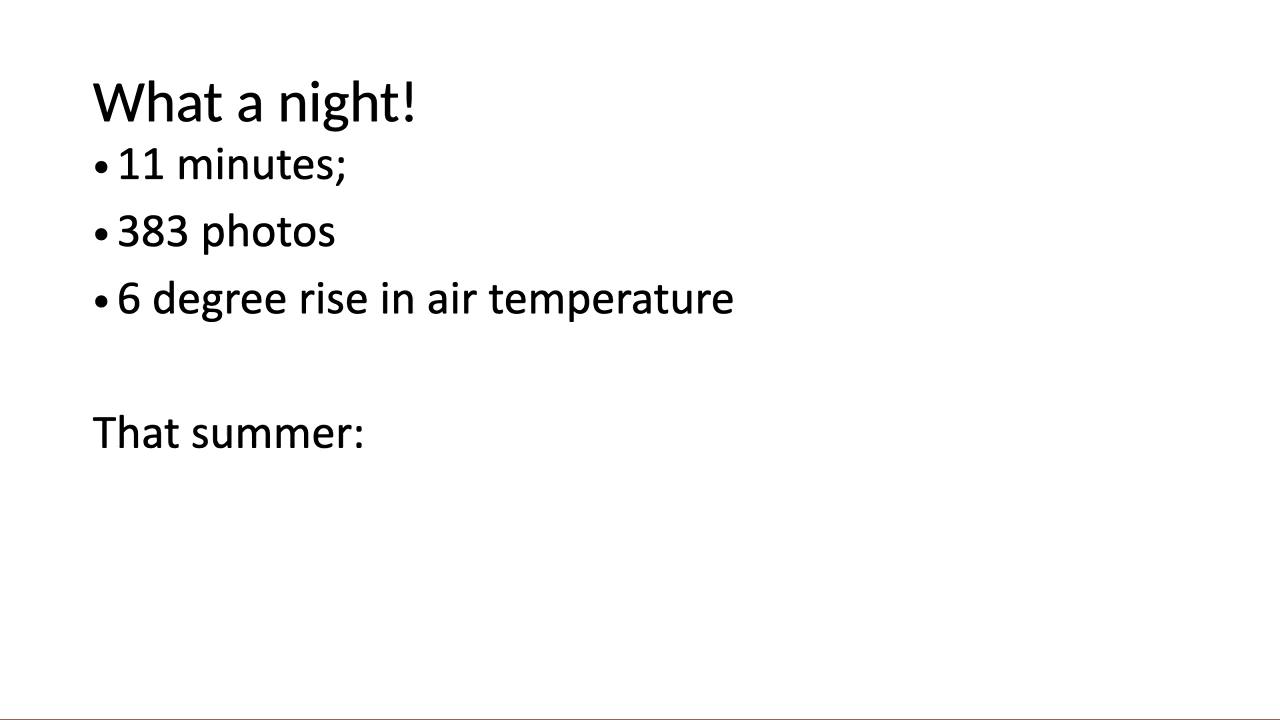 What a night!
• 11 minutes;
• 383 photos
• 6 degree rise in air temperature
That summer: